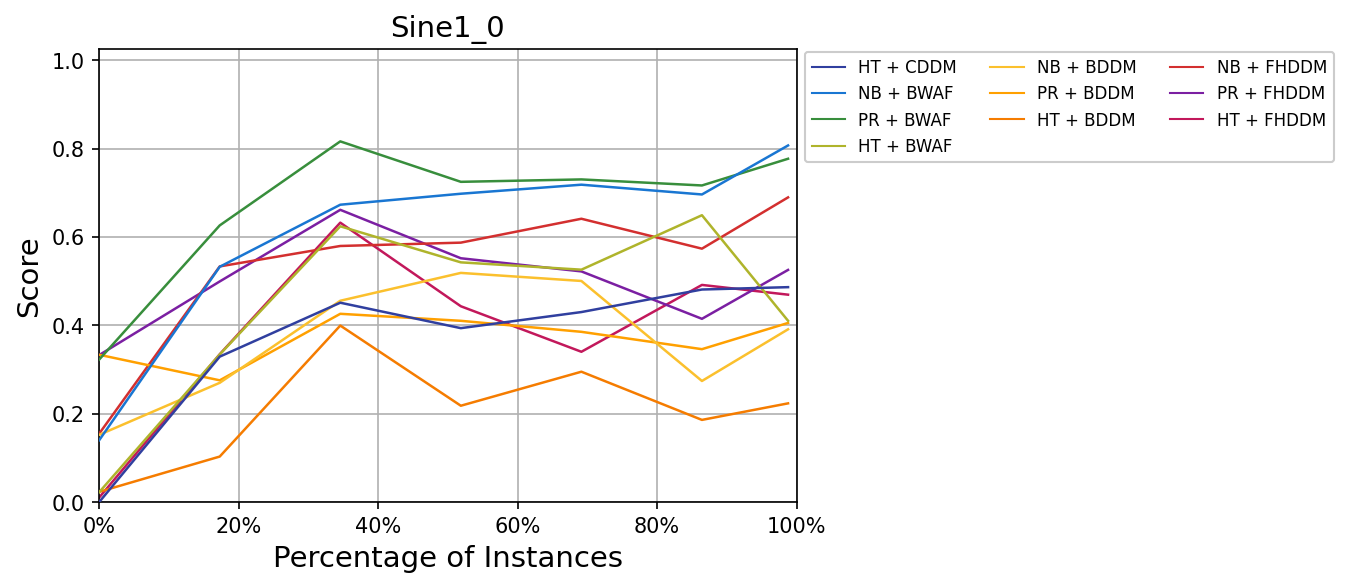 Sine1_0
Score
1.0
0.8
0.6
0.4
0.2
0.0
0% 20% 40% 60% 80% 100%
Percentage of Instances
HT + CDDM
NB + BWAF
PR + BWAF
HT + BWAF
NB + BDDM
PR + BDDM
HT + BDDM
NB + FHDDM
PR + FHDDM
HT + FHDDM